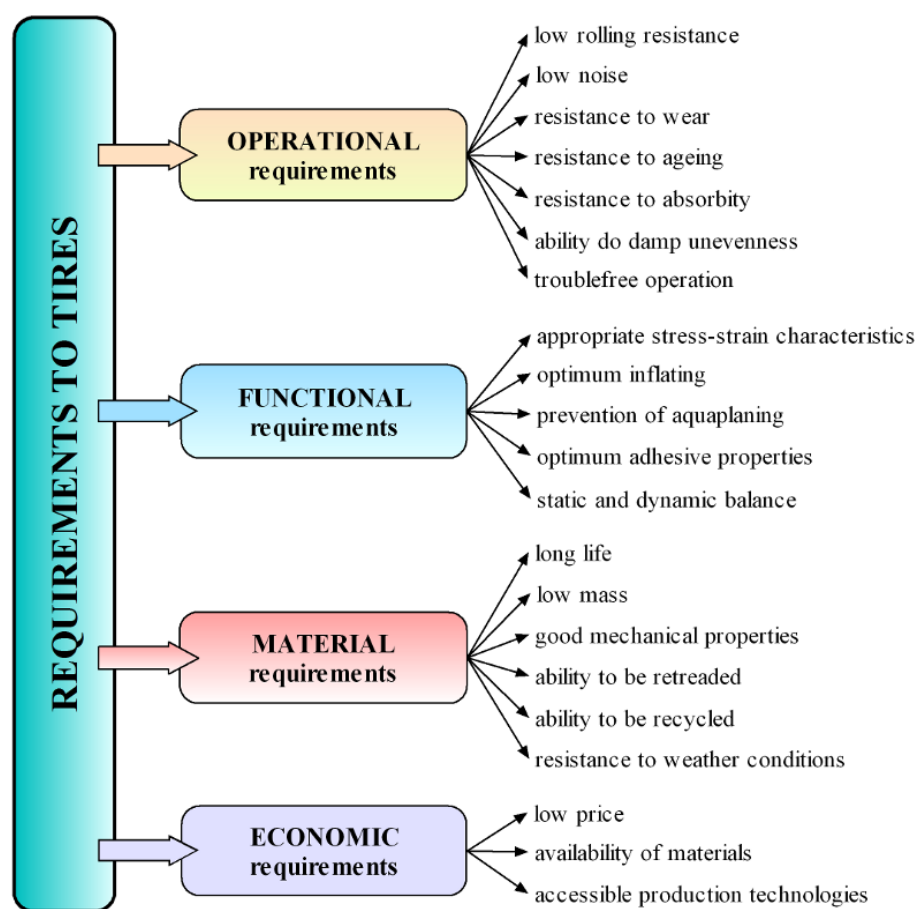 REQUIREMENTS TO TIRES
OPERATIONAL
requirements
low rolling resistance
low noise
resistance to wear
resistance to ageing
resistance to absorbity
ability do damp unevenness
troublefree operation
FUNCTIONAL
requirements
appropriate stress-strain characteristics
optimum inflating
prevention of aquaplaning
optimum adhesive properties
static and dynamic balance
MATERIAL
requirements
long life
low mass
good mechanical properties
ability to be retreaded
ability to be recycled
resistance to weather conditions
ECONOMIC
requirements
low price
availability of materials
accessible production technologies